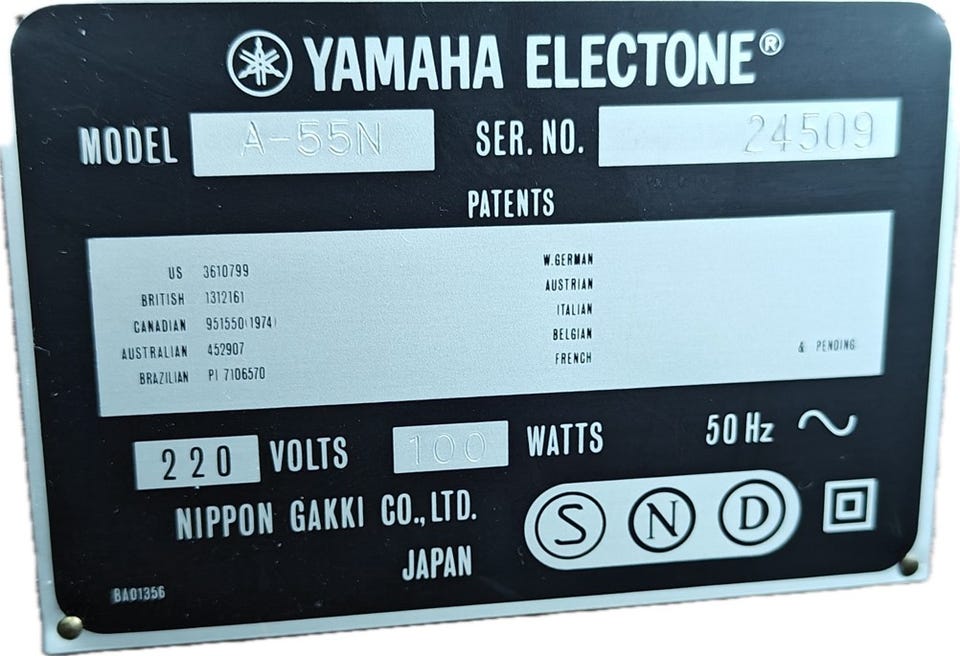 YAMAHA ELECTONE®
MODEL A-55N SER. NO. 24509
PATENTS
US 3610799
BRITISH 1312161
CANADIAN 951550(1974)
AUSTRALIAN 452907
BRAZILIAN PI 7106570
W.GERMAN
AUSTRIAN
ITALIAN
BELGIAN
FRENCH
& PENDING
220 VOLTS 100 WATTS 50 Hz
NIPPON GAKKI CO., LTD.
JAPAN
S N D
BA01356